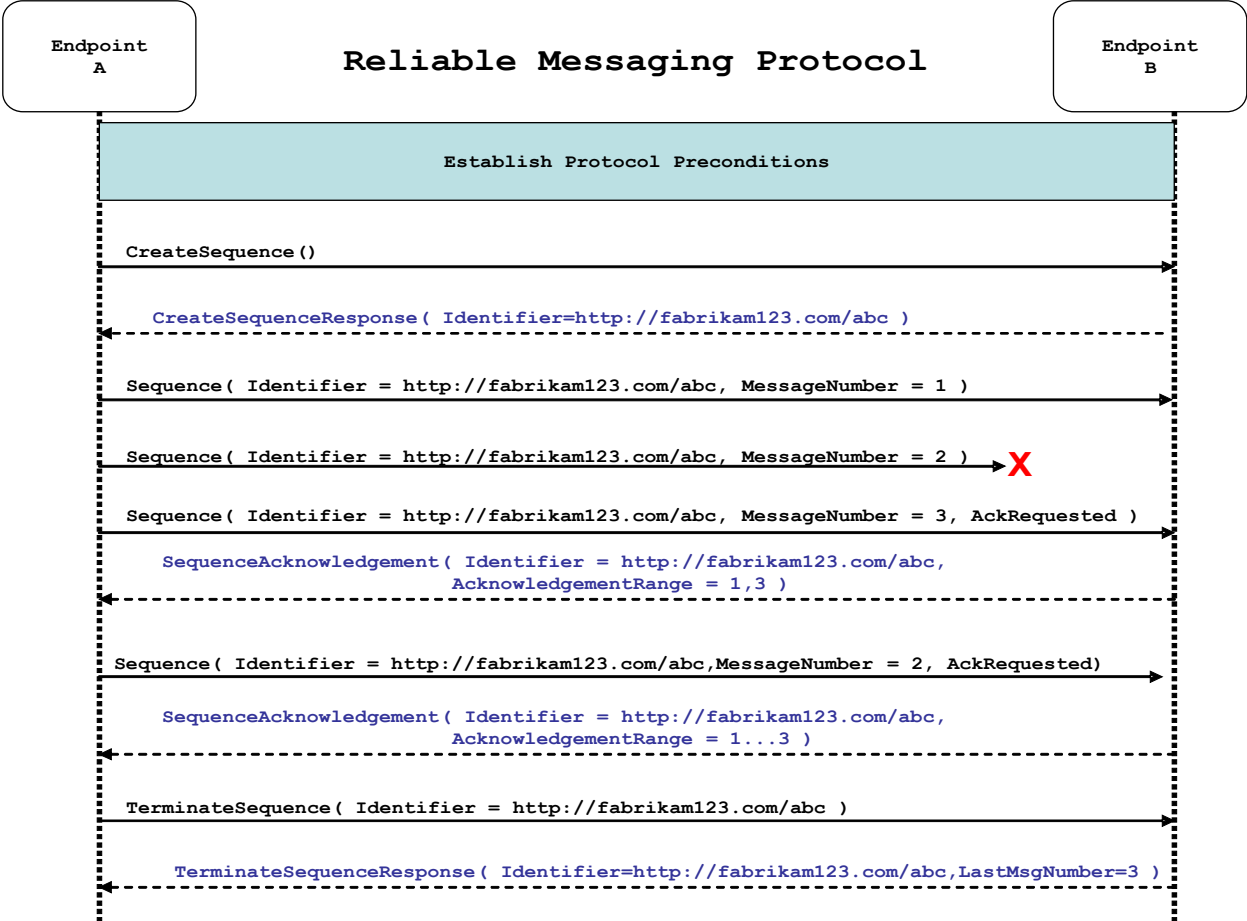 Endpoint
A
Reliable Messaging Protocol
Endpoint
B
Establish Protocol Preconditions
CreateSequence()
CreateSequenceResponse( Identifier=http://fabrikam123.com/abc )
Sequence( Identifier = http://fabrikam123.com/abc, MessageNumber = 1 )
Sequence( Identifier = http://fabrikam123.com/abc, MessageNumber = 2 )
X
Sequence( Identifier = http://fabrikam123.com/abc, MessageNumber = 3, AckRequested )
SequenceAcknowledgement( Identifier = http://fabrikam123.com/abc,
AcknowledgementRange = 1,3 )
Sequence( Identifier = http://fabrikam123.com/abc,MessageNumber = 2, AckRequested)
SequenceAcknowledgement( Identifier = http://fabrikam123.com/abc,
AcknowledgementRange = 1...3 )
TerminateSequence( Identifier = http://fabrikam123.com/abc )
TerminateSequenceResponse( Identifier=http://fabrikam123.com/abc,LastMsgNumber=3 )